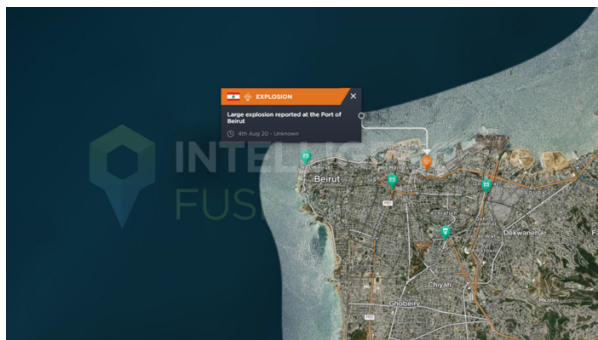 EXPLOSION
Large explosion reported at the Port of
Beirut
4th Aug 20 - Unknown
INTELLIGENCE
FUSION
Beirut
Dekwaneh
Chiyah
Ghobeiry